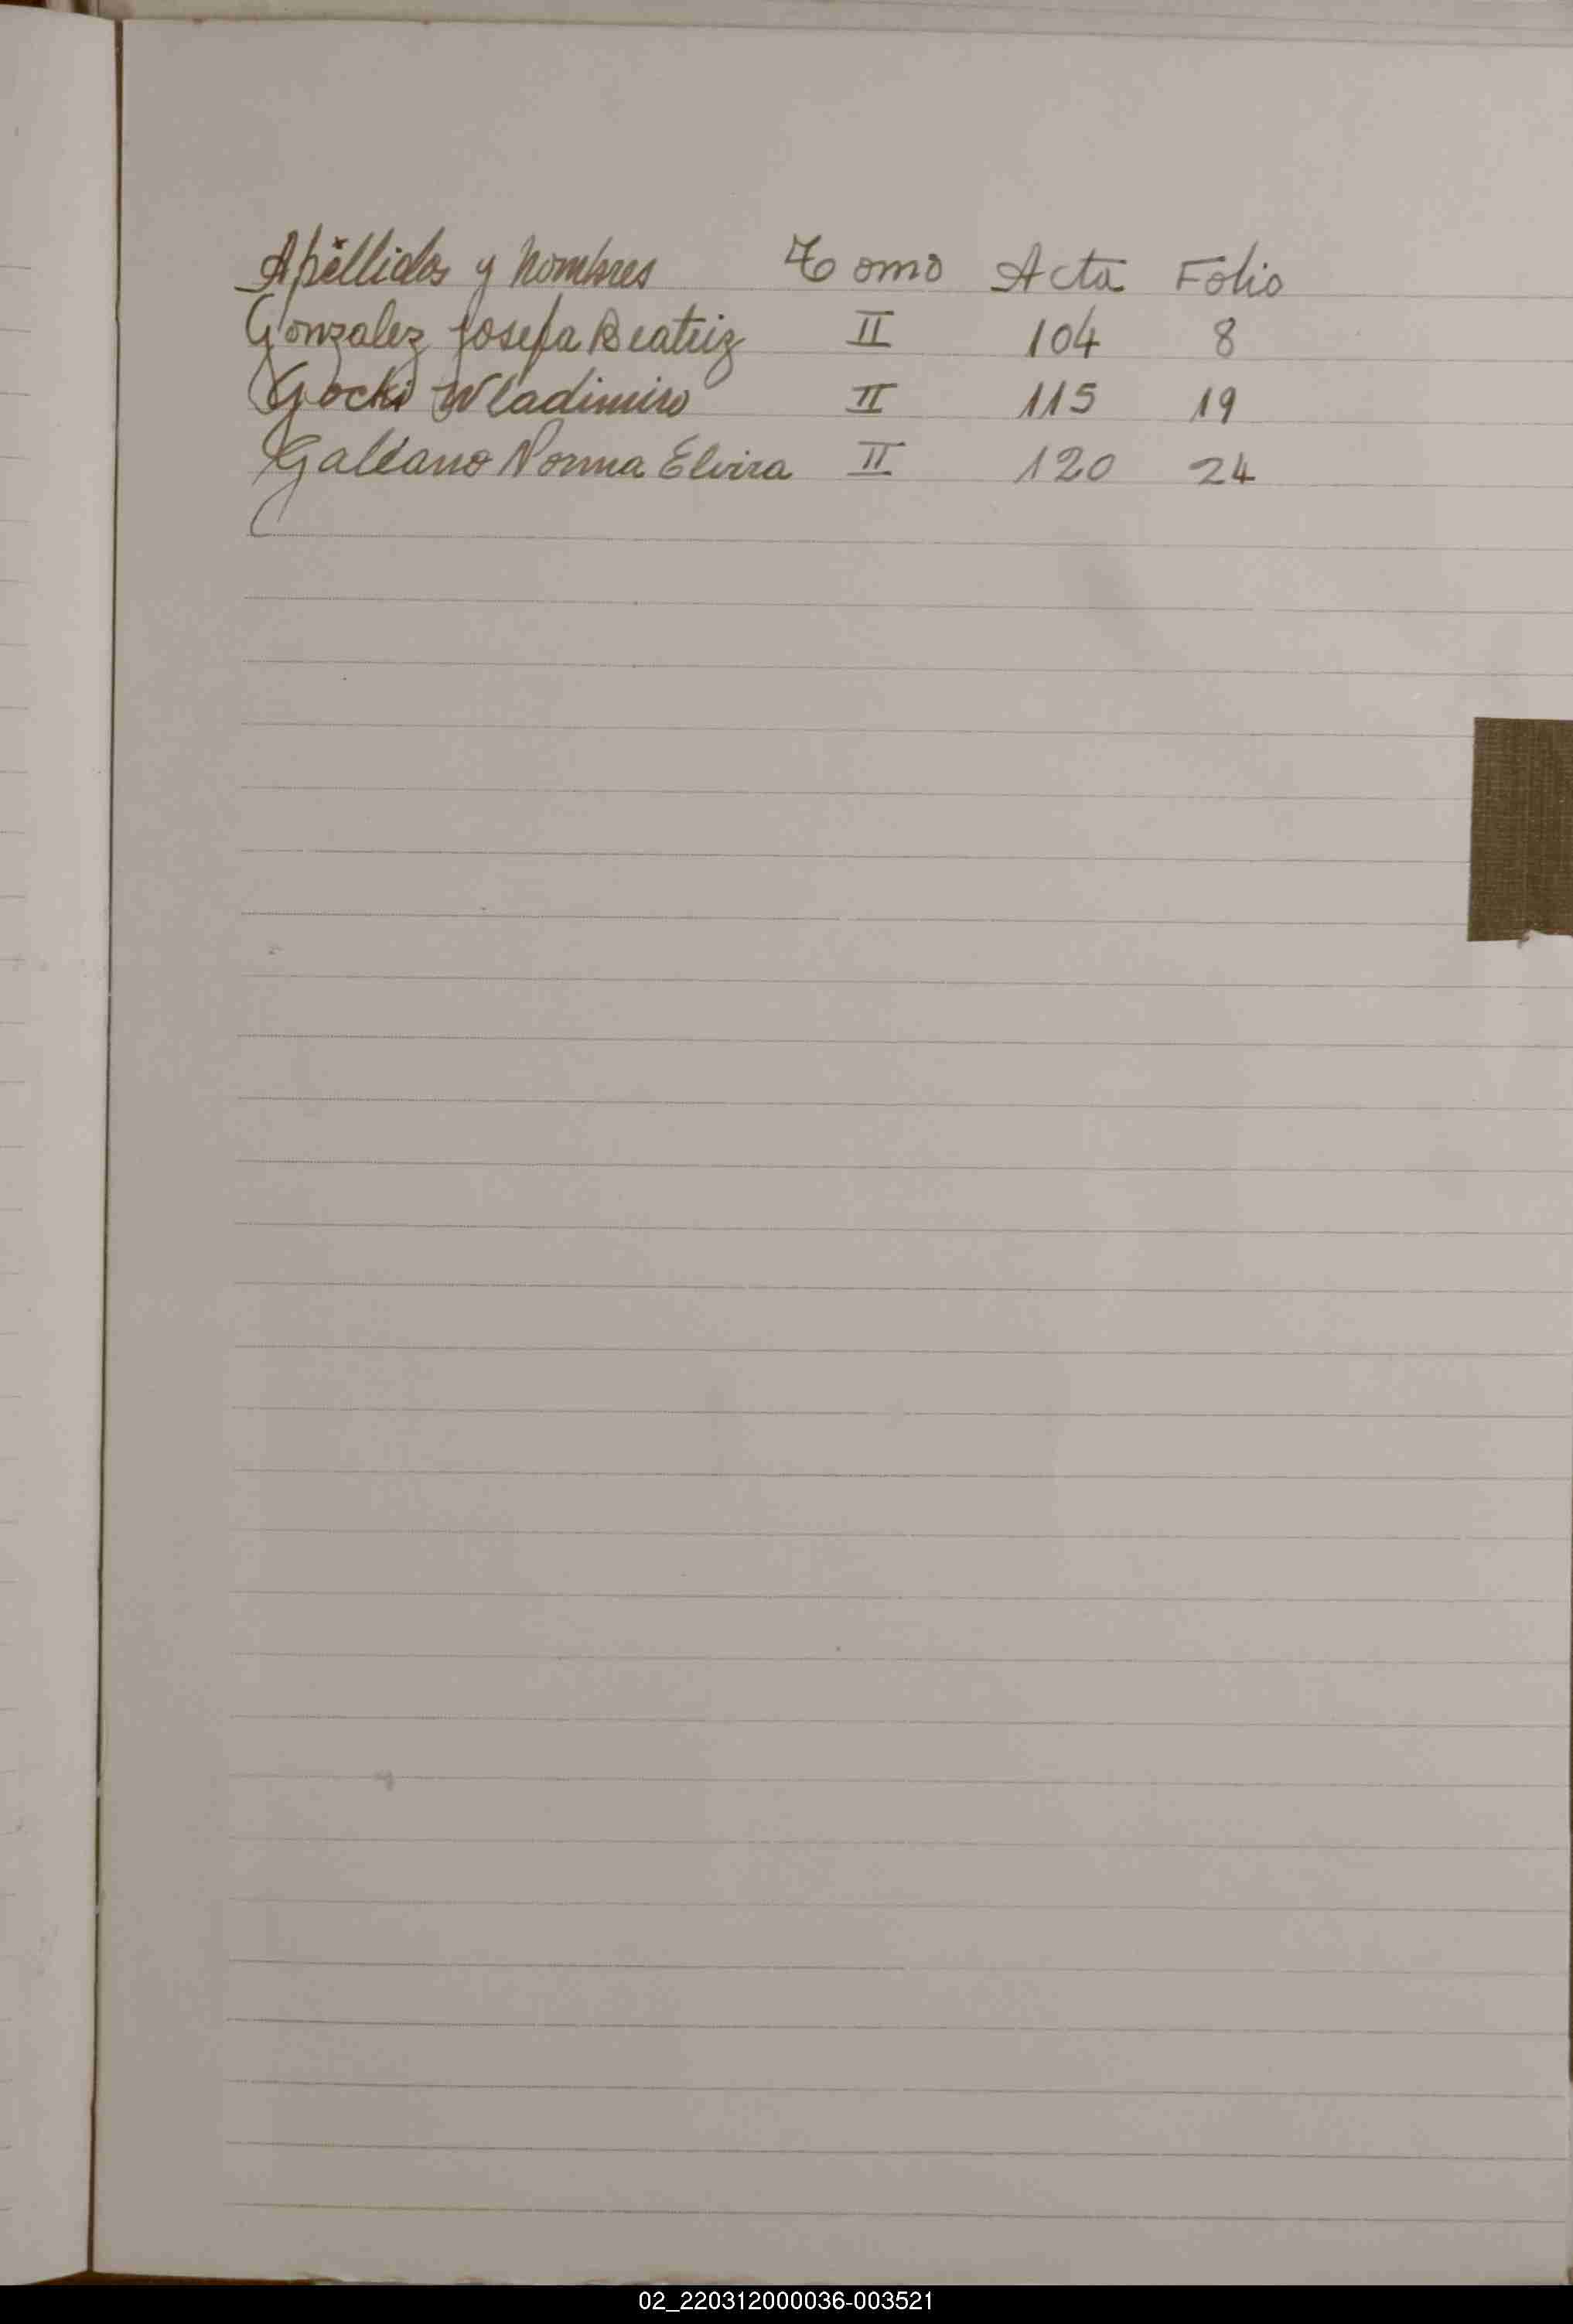 Apellidos y Nombres Tomo Acta Folio
Gonzalez Josefa Beatriz II 104 8
Gocki Wladimiro II 115 19
Galeano Norma Elvira II 120 24
02_220312000036-003521